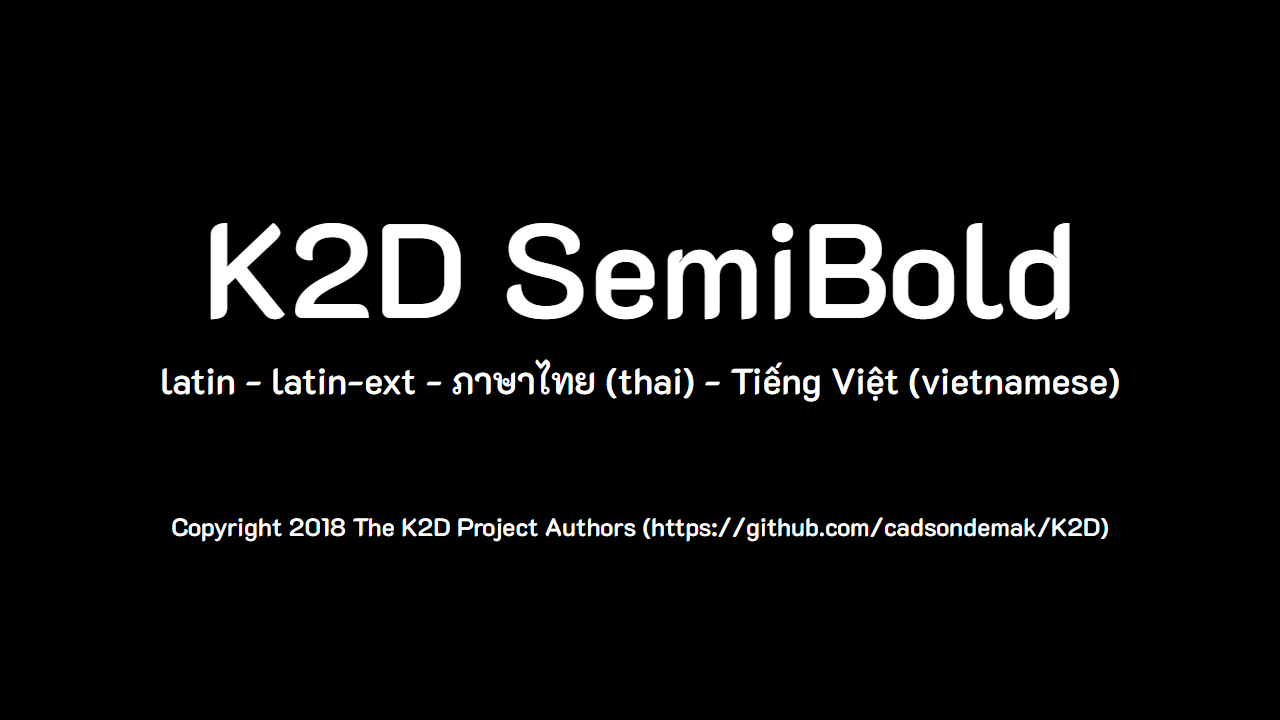 K2D SemiBold
latin - latin-ext - ภาษาไทย (thai) - Tiếng Việt (vietnamese)
Copyright 2018 The K2D Project Authors (https://github.com/cadsondemak/K2D)